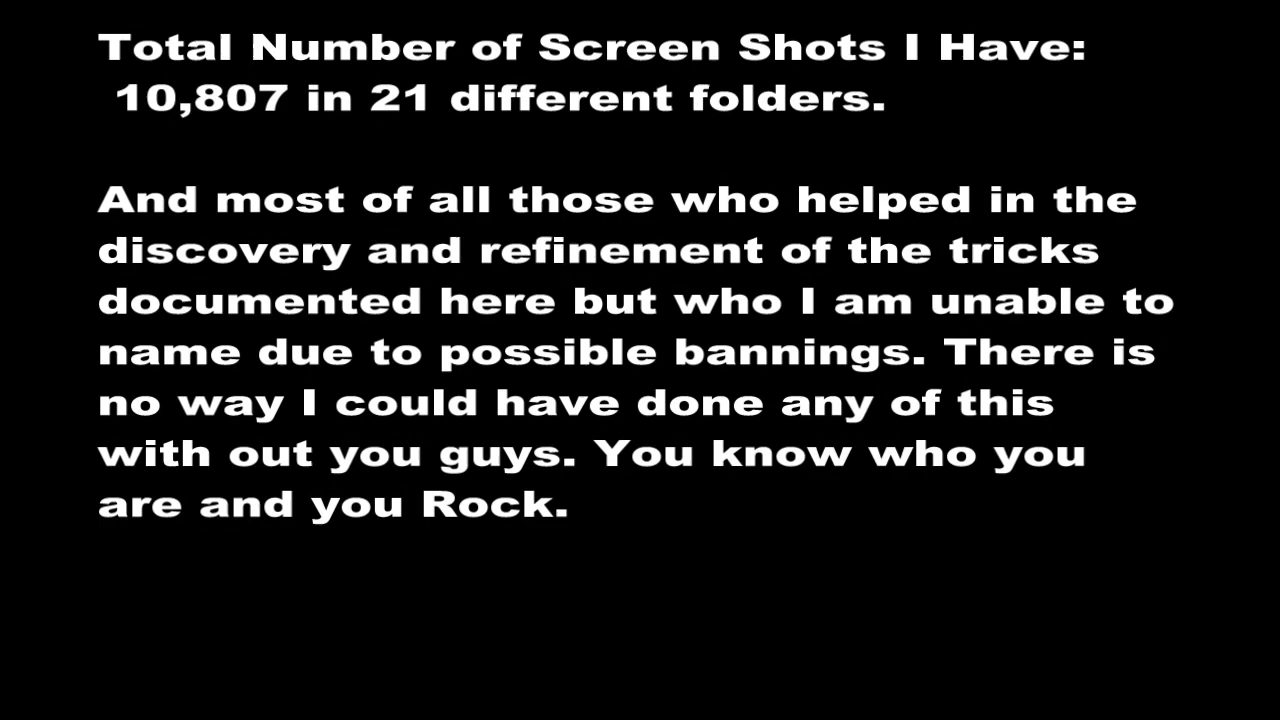 Total Number of Screen Shots I Have:
10,807 in 21 different folders.
And most of all those who helped in the
discovery and refinement of the tricks
documented here but who I am unable to
name due to possible bannings. There is
no way I could have done any of this
with out you guys. You know who you
are and you Rock.